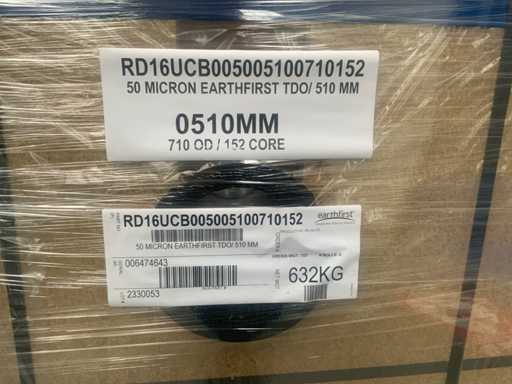 RD16UCB005005100710152
50 MICRON EARTHFIRST TDO/ 510 MM
0510MM
710 OD / 152 CORE
RD16UCB005005100710152
earthfirst
50 MICRON EARTHFIRST TDO/ 510 MM
006474643
632KG
2330053